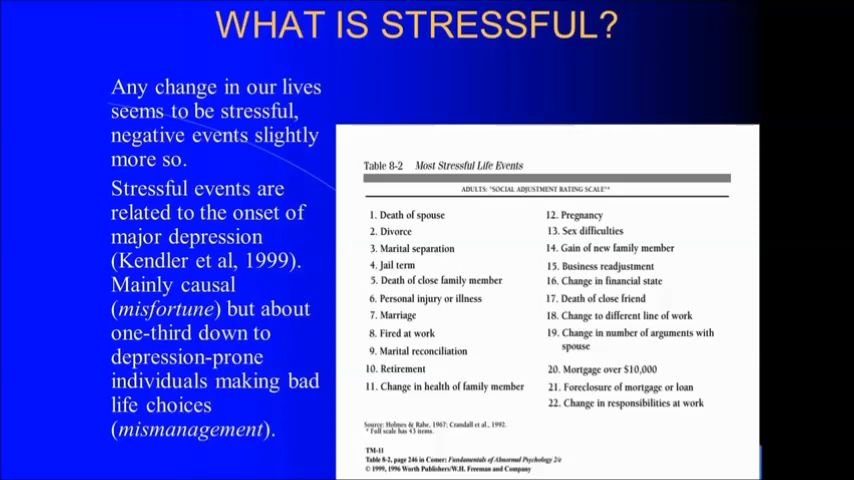 WHAT IS STRESSFUL?
Any change in our lives
seems to be stressful,
negative events slightly
more so.
Stressful events are
related to the onset of
major depression
(Kendler et al, 1999).
Mainly causal
(misfortune) but about
one-third down to
depression-prone
individuals making bad
life choices
(mismanagement).
Table 8-2 Most Stressful Life Events
ADULTS: "SOCIAL ADJUSTMENT RATING SCALE"*
1. Death of spouse
2. Divorce
3. Marital separation
4. Jail term
5. Death of close family member
6. Personal injury or illness
7. Marriage
8. Fired at work
9. Marital reconciliation
10. Retirement
11. Change in health of family member
12. Pregnancy
13. Sex difficulties
14. Gain of new family member
15. Business readjustment
16. Change in financial state
17. Death of close friend
18. Change to different line of work
19. Change in number of arguments with
spouse
20. Mortgage over $10,000
21. Foreclosure of mortgage or loan
22. Change in responsibilities at work
Source: Holmes & Rahe, 1967; Crandall et al., 1992.
* Full scale has 43 items.
TM-11
Table 8-2, page 246 in Comer: Fundamentals of Abnormal Psychology 2/e
© 1999, 1996 Worth Publishers/W.H. Freeman and Company